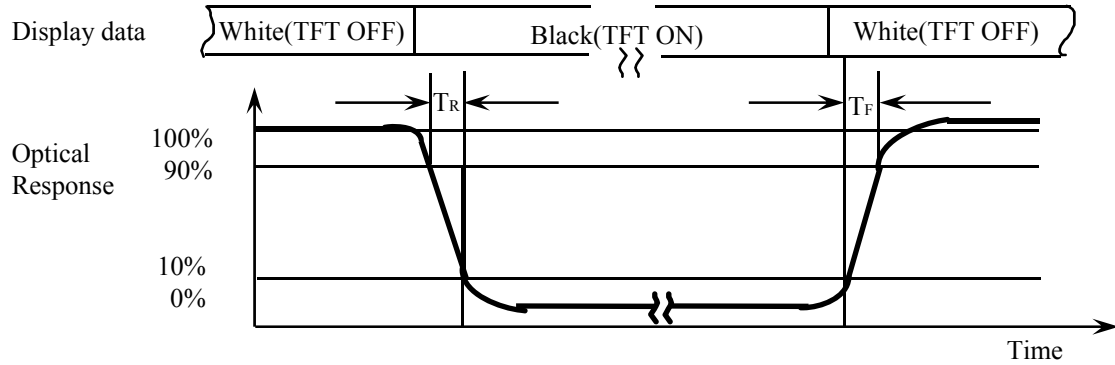 Display data
White(TFT OFF)
Black(TFT ON)
White(TFT OFF)
TR
TF
Optical
Response
100%
90%
10%
0%
Time